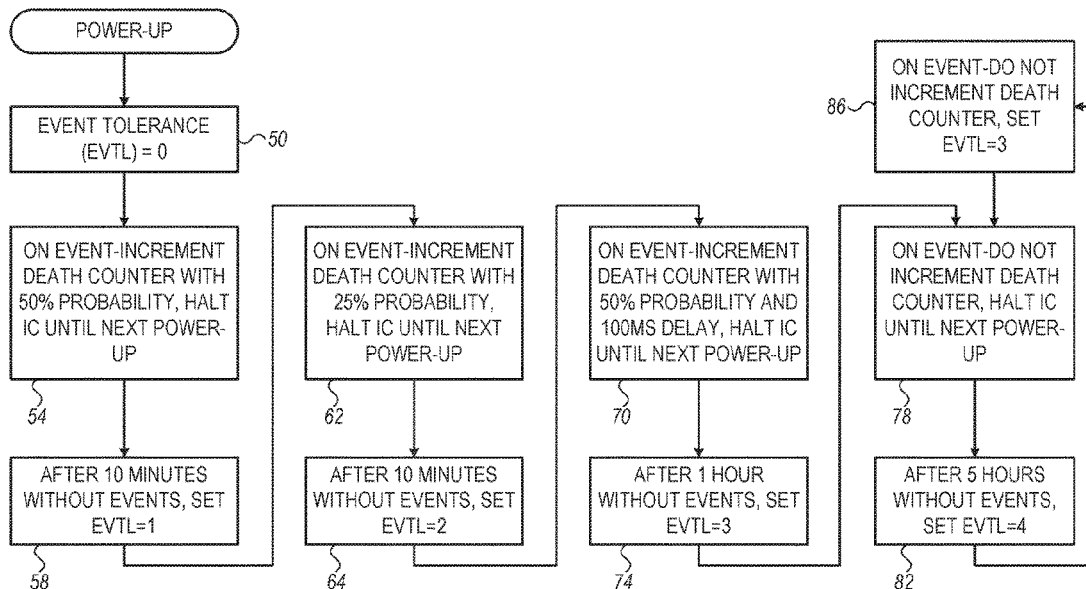 POWER-UP
EVENT TOLERANCE
(EVTL) = 0
50
ON EVENT-INCREMENT
DEATH COUNTER WITH
50% PROBABILITY, HALT
IC UNTIL NEXT POWER-
UP
54
AFTER 10 MINUTES
WITHOUT EVENTS, SET
EVTL=1
58
ON EVENT-INCREMENT
DEATH COUNTER WITH
25% PROBABILITY,
HALT IC UNTIL NEXT
POWER-UP
62
AFTER 10 MINUTES
WITHOUT EVENTS, SET
EVTL=2
64
ON EVENT-INCREMENT
DEATH COUNTER WITH
50% PROBABILITY AND
100MS DELAY, HALT IC
UNTIL NEXT POWER-UP
70
AFTER 1 HOUR
WITHOUT EVENTS, SET
EVTL=3
74
ON EVENT-DO NOT
INCREMENT DEATH
COUNTER, HALT IC
UNTIL NEXT POWER-
UP
78
AFTER 5 HOURS
WITHOUT EVENTS,
SET EVTL=4
82
ON EVENT-DO NOT
INCREMENT DEATH
COUNTER, SET
EVTL=3
86